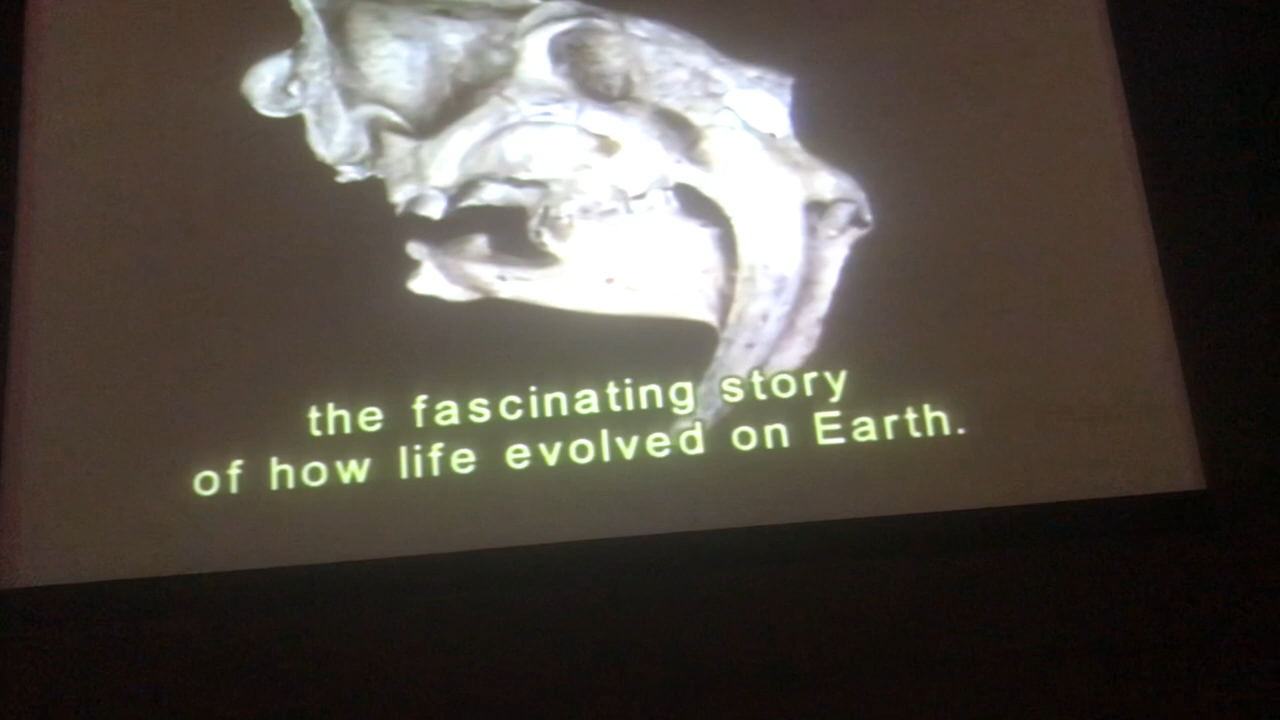 the fascinating story
of how life evolved on Earth.